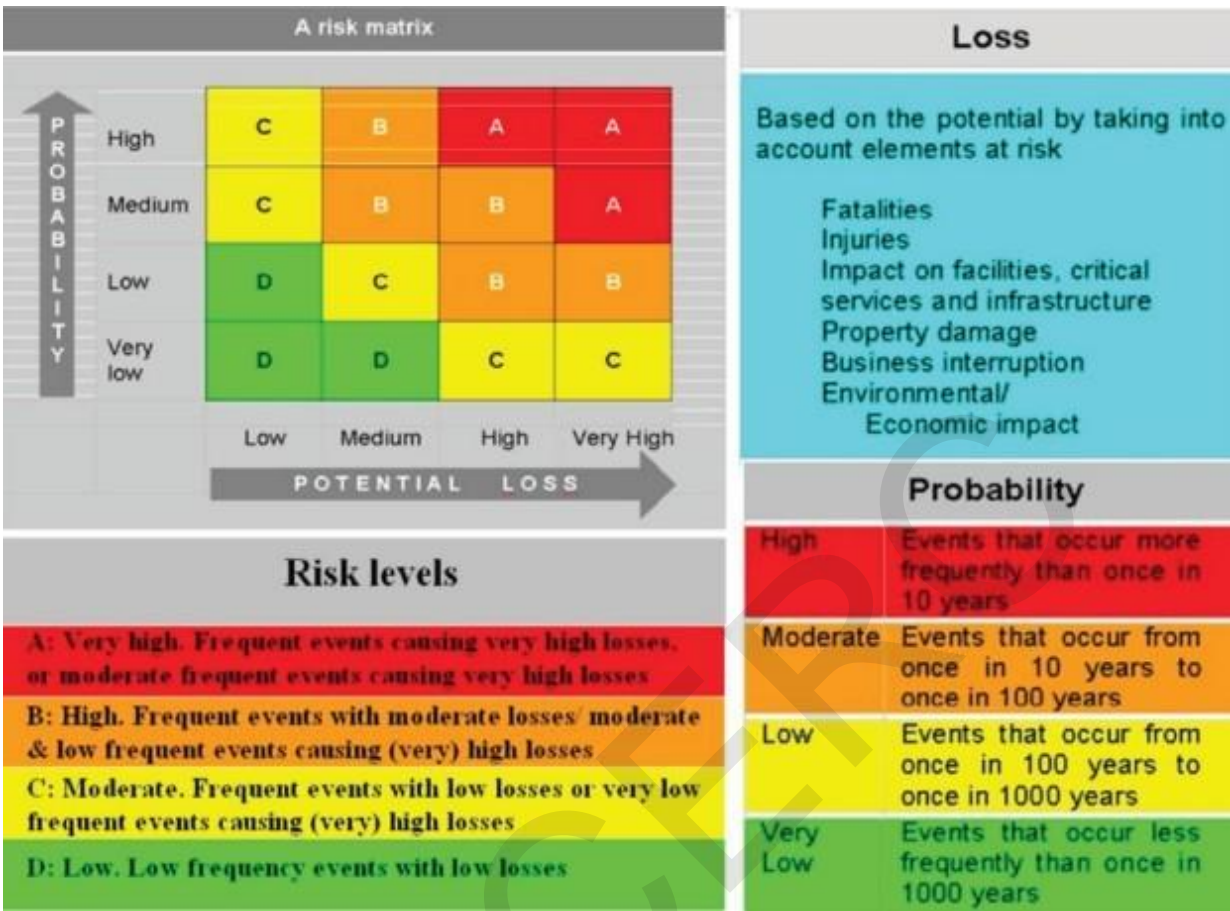 A risk matrix
PROBABILITY
High C B A A
Medium C B B A
Low D C B B
Very low D D C C
Low Medium High Very High
POTENTIAL LOSS
Risk levels
A: Very high. Frequent events causing very high losses.
or moderate frequent events causing very high losses
B: High. Frequent events with moderate losses/ moderate
& low frequent events causing (very) high losses
C: Moderate. Frequent events with low losses or very low
frequent events causing (very) high losses
D: Low. Low frequency events with low losses
Loss
Based on the potential by taking into
account elements at risk
Fatalities
Injuries
Impact on facilities, critical
services and infrastructure
Property damage
Business interruption
Environmental/
Economic impact
Probability
High Events that occur more
frequently than once in
10 years
Moderate Events that occur from
once in 10 years to
once in 100 years
Low Events that occur from
once in 100 years to
once in 1000 years
Very Events that occur less
Low frequently than once in
1000 years